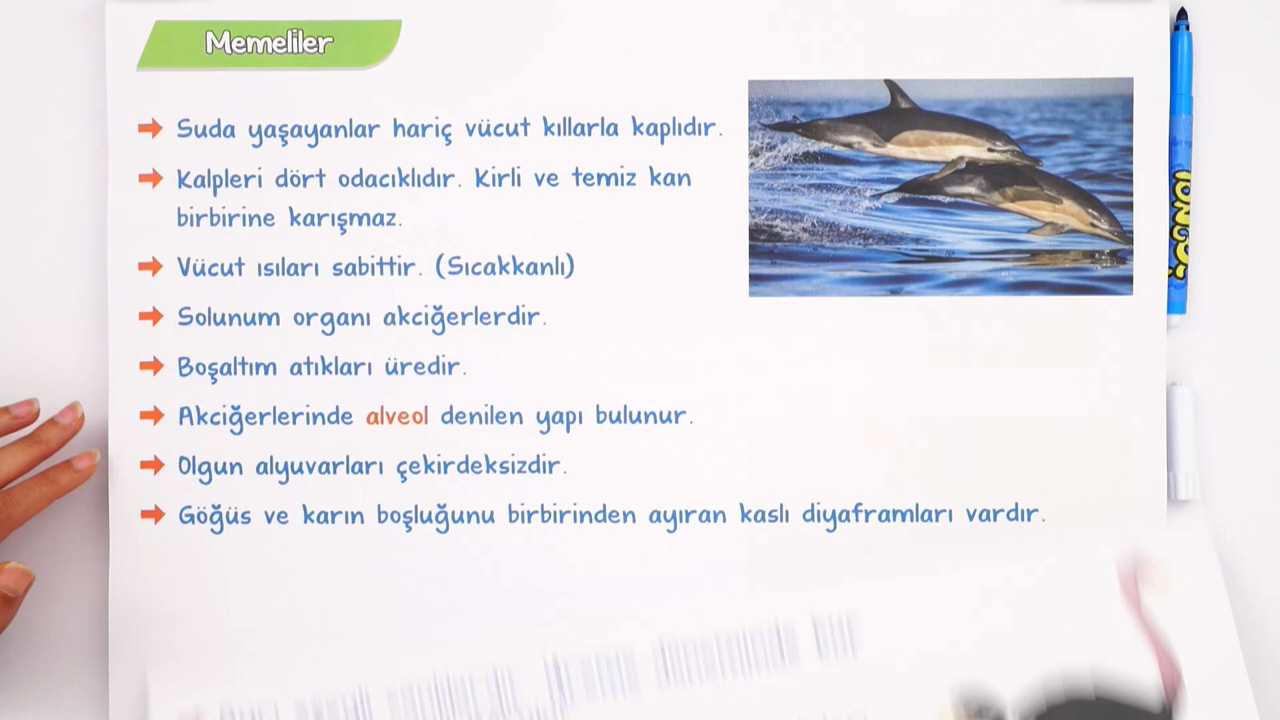 Memeliler
Suda yaşayanlar hariç vücut kıllarla kaplıdır.
Kalpleri dört odacıklıdır. Kirli ve temiz kan
birbirine karışmaz.
Vücut ısıları sabittir. (Sıcakkanlı)
Solunum organı akciğerlerdir.
Boşaltım atıkları üredir.
Akciğerlerinde alveol denilen yapı bulunur.
Olgun alyuvarları çekirdeksizdir.
Göğüs ve karın boşluğunu birbirinden ayıran kaslı diyaframları vardır.